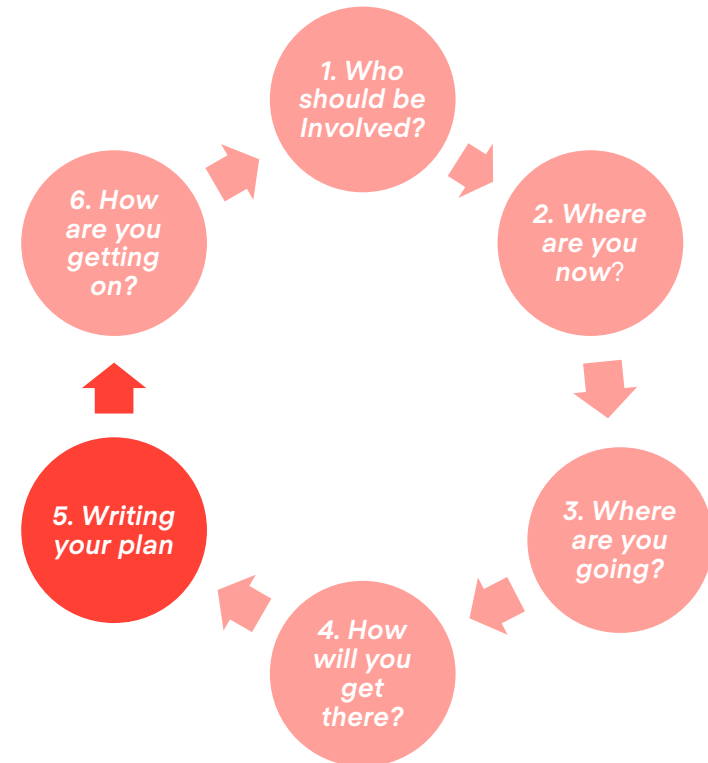 1. Who
should be
Involved?
2. Where
are you
now?
3. Where
are you
going?
4. How
will you
get
there?
5. Writing
your plan
6. How
are you
getting
on?